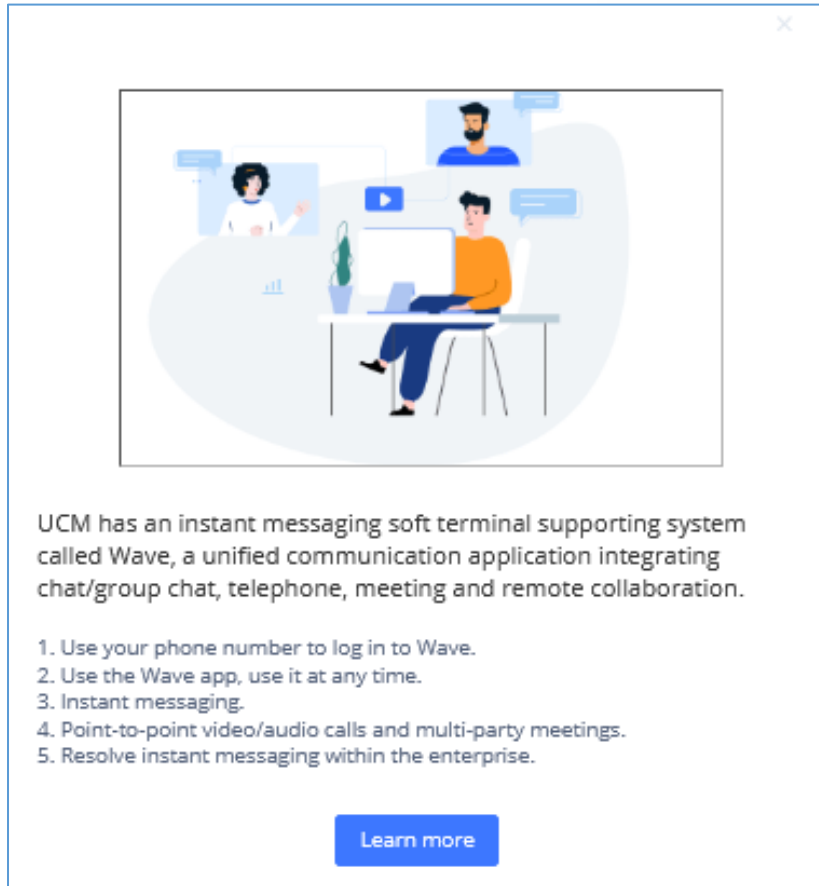 UCM has an instant messaging soft terminal supporting system
called Wave, a unified communication application integrating
chat/group chat, telephone, meeting and remote collaboration.
1. Use your phone number to log in to Wave.
2. Use the Wave app, use it at any time.
3. Instant messaging.
4. Point-to-point video/audio calls and multi-party meetings.
5. Resolve instant messaging within the enterprise.
Learn more